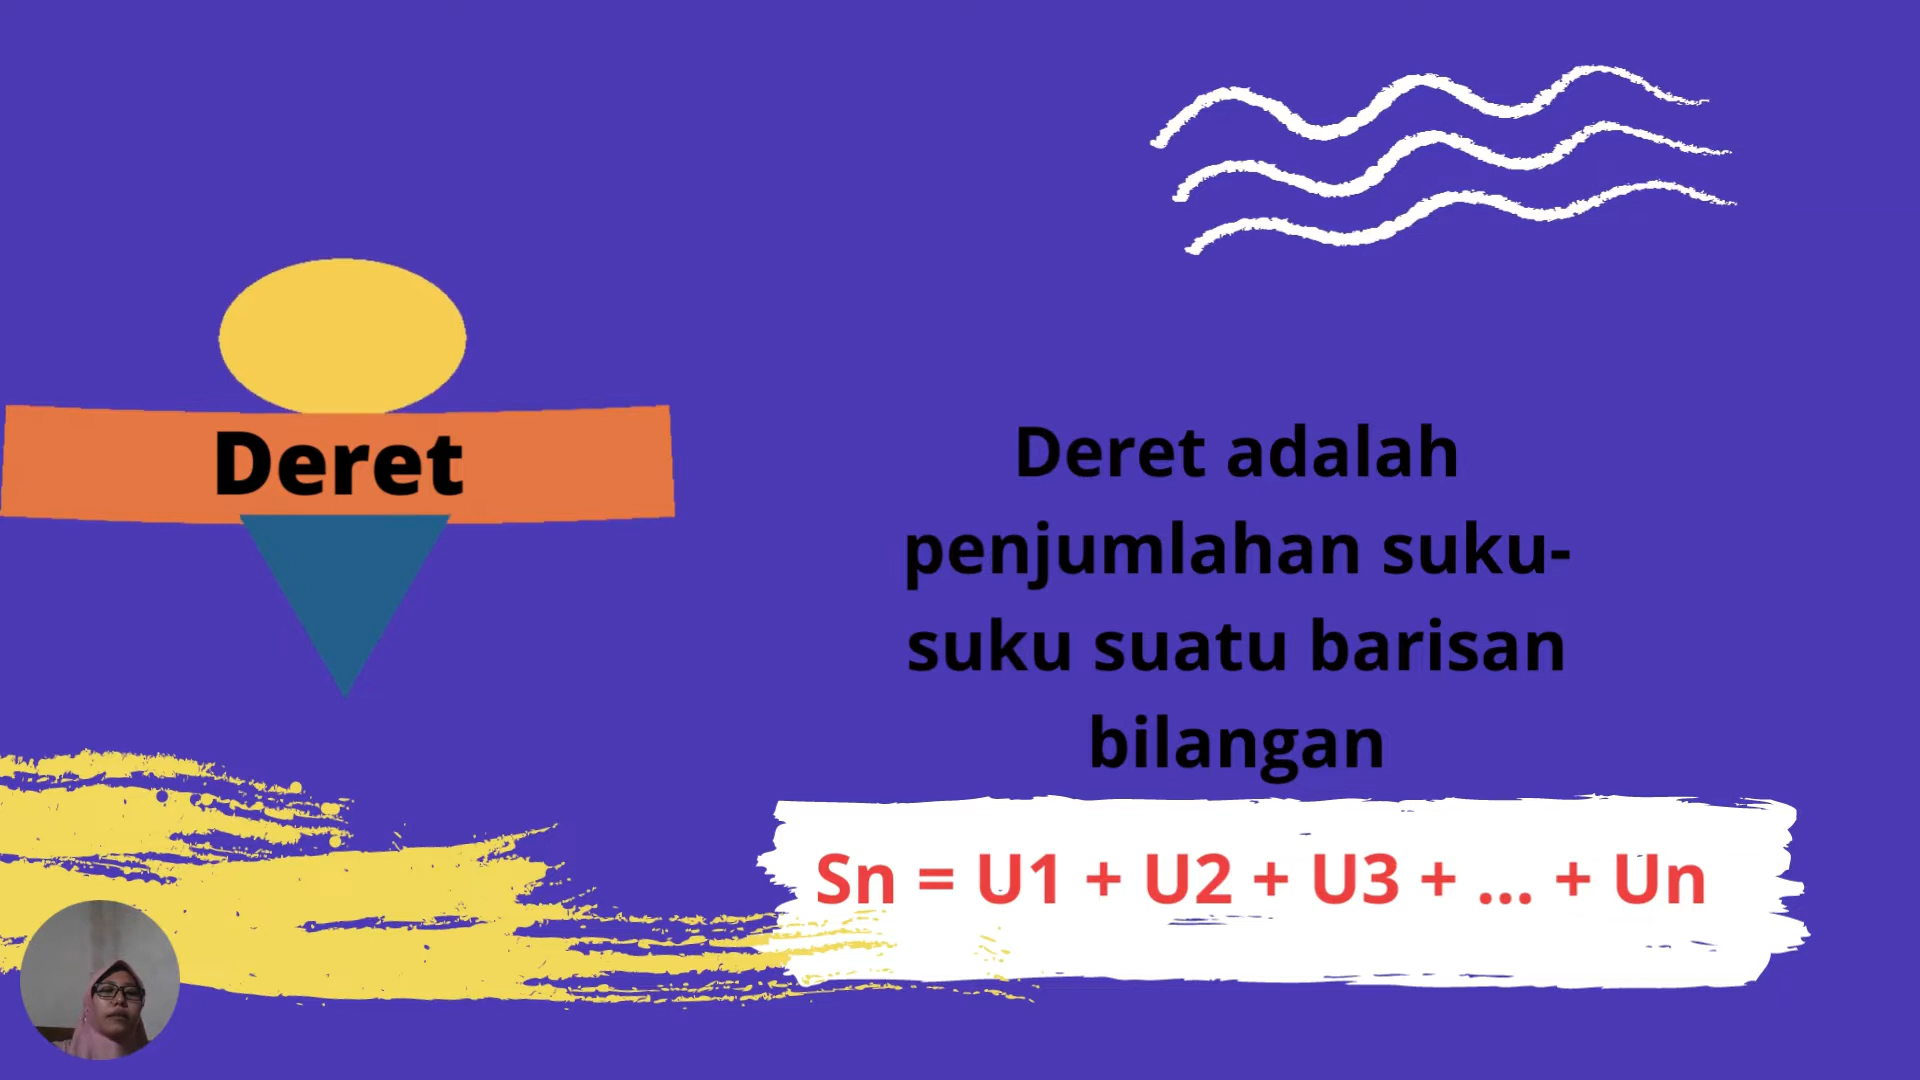 Deret
Deret adalah
penjumlahan suku-
suku suatu barisan
bilangan
Sn = U1 + U2 + U3 + ... + Un